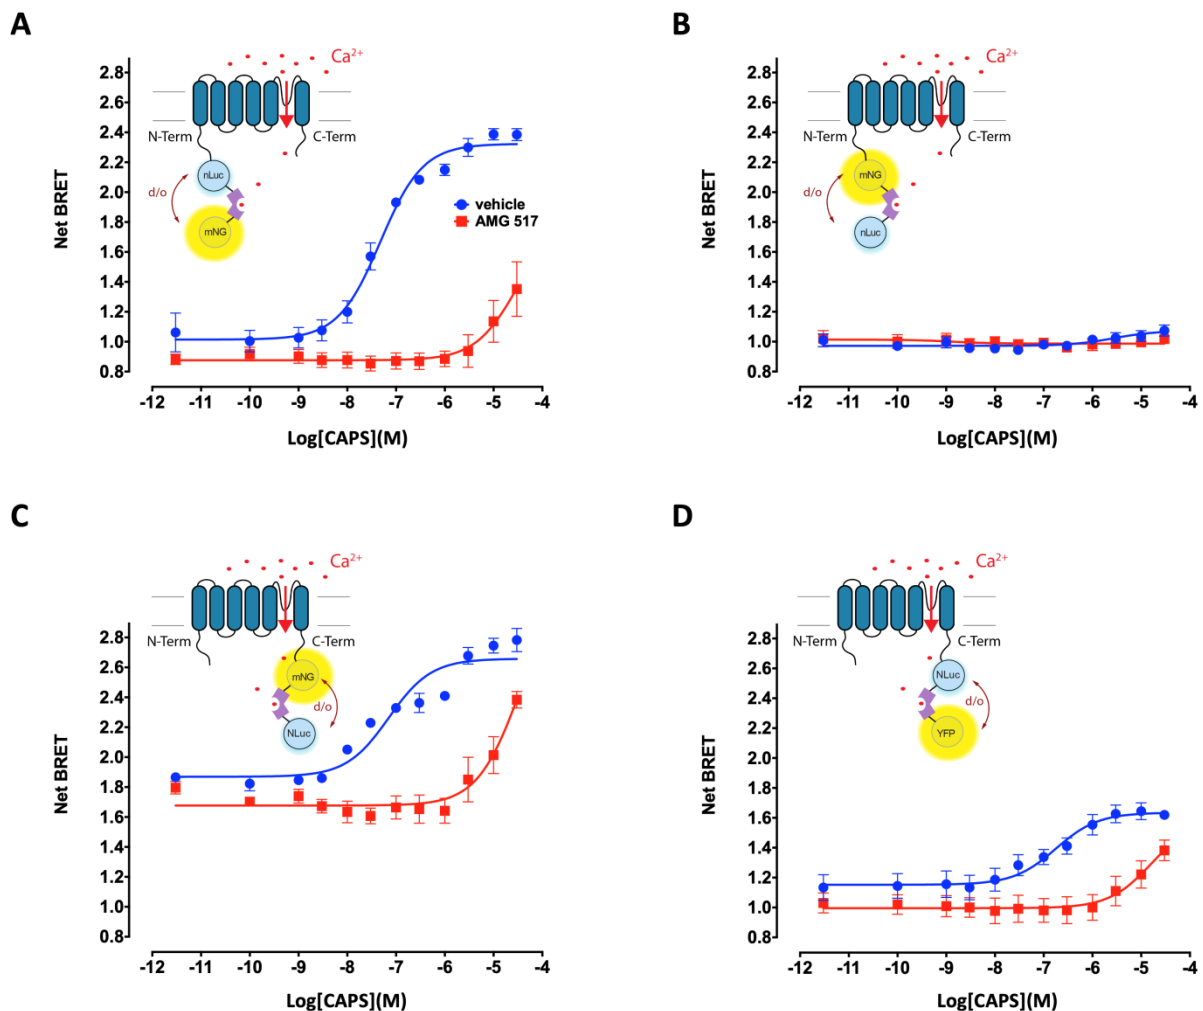 A
Ca²⁺
N-Term
C-Term
nLuc
d/o
mNG
vehicle
AMG 517
Net BRET
2.8
2.6
2.4
2.2
2.0
1.8
1.6
1.4
1.2
1.0
0.8
-12 -11 -10 -9 -8 -7 -6 -5 -4
Log[CAPS](M)
B
Ca²⁺
N-Term
C-Term
mNG
d/o
nLuc
Net BRET
2.8
2.6
2.4
2.2
2.0
1.8
1.6
1.4
1.2
1.0
0.8
-12 -11 -10 -9 -8 -7 -6 -5 -4
Log[CAPS](M)
C
Ca²⁺
N-Term
C-Term
mNG
d/o
NLuc
Net BRET
2.8
2.6
2.4
2.2
2.0
1.8
1.6
1.4
1.2
1.0
0.8
-12 -11 -10 -9 -8 -7 -6 -5 -4
Log[CAPS](M)
D
Ca²⁺
N-Term
C-Term
NLuc
d/o
YFP
Net BRET
2.8
2.6
2.4
2.2
2.0
1.8
1.6
1.4
1.2
1.0
0.8
-12 -11 -10 -9 -8 -7 -6 -5 -4
Log[CAPS](M)